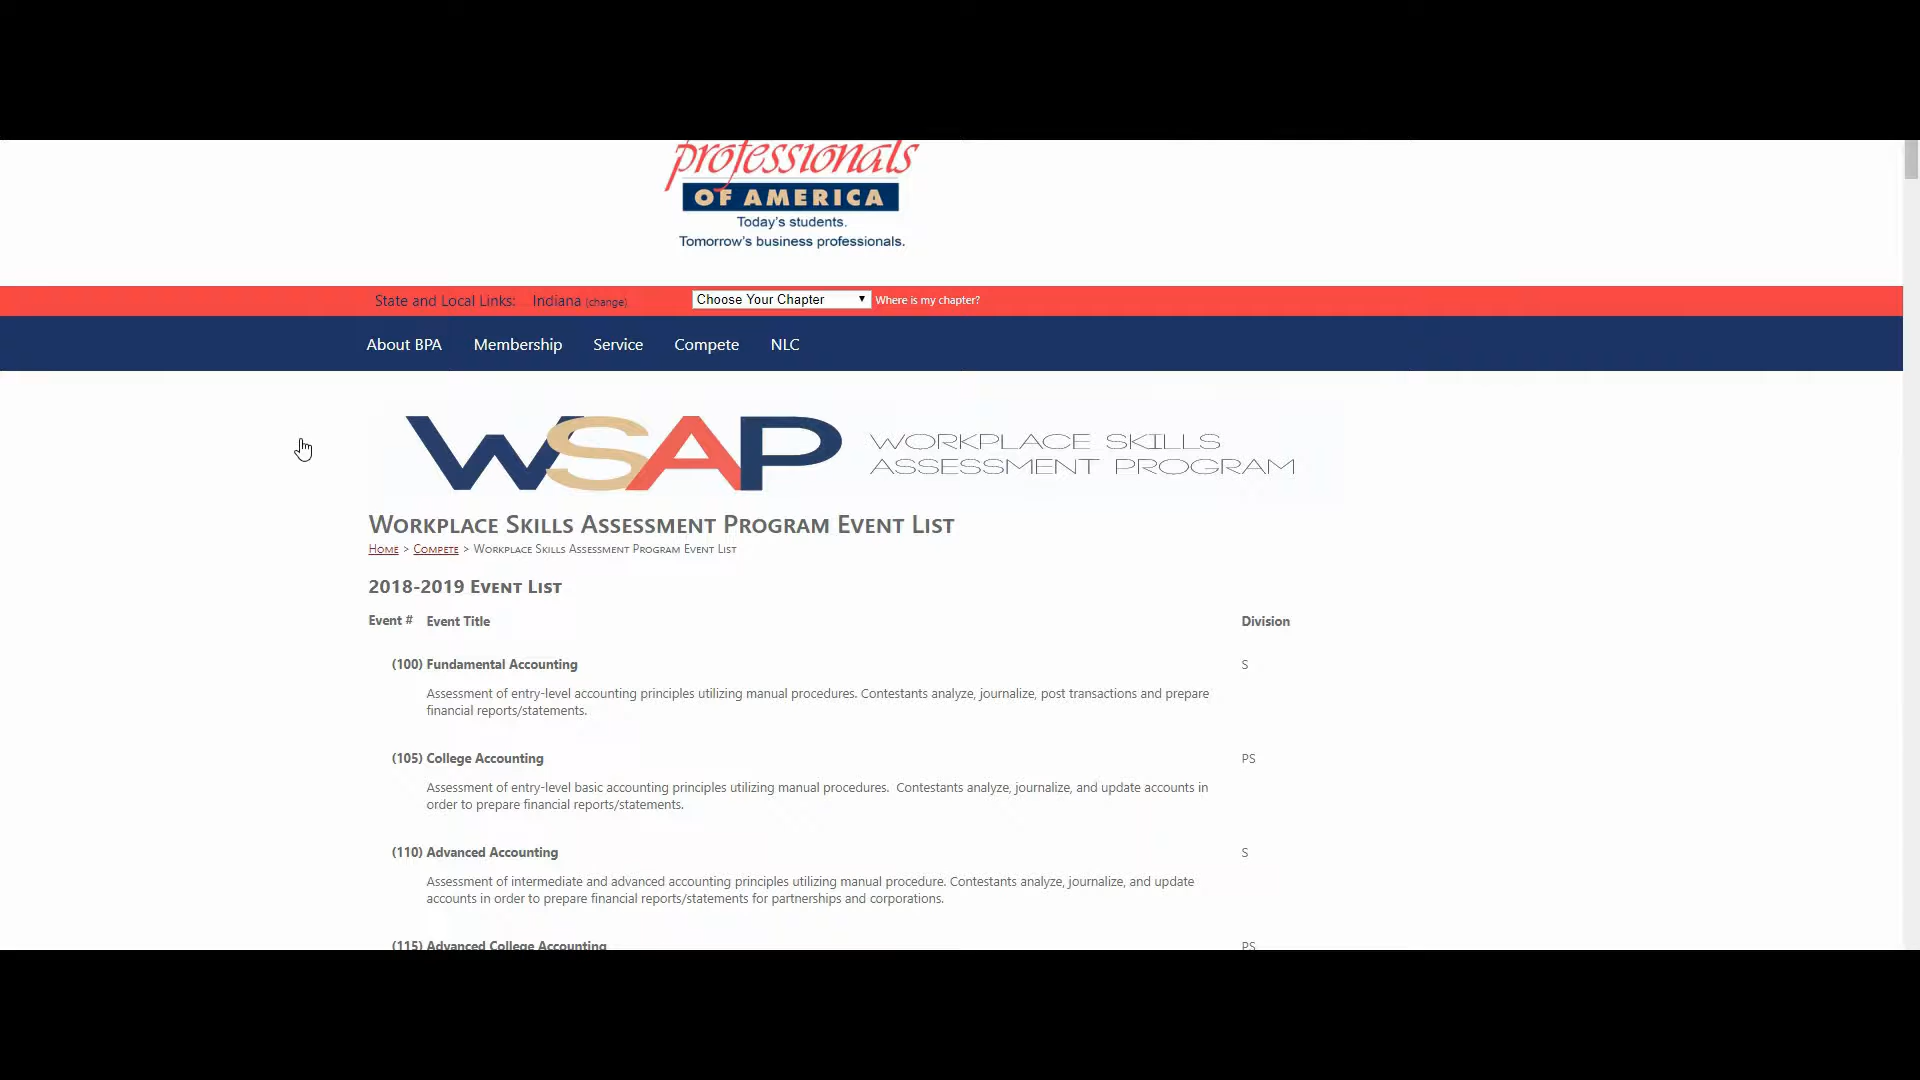 professionals
OF AMERICA
Today's students.
Tomorrow's business professionals.
State and Local Links: Indiana (change) Choose Your Chapter Where is my chapter?
About BPA Membership Service Compete NLC
WSAP WORKPLACE SKILLS
ASSESSMENT PROGRAM
Workplace Skills Assessment Program Event List
Home > Compete > Workplace Skills Assessment Program Event List
2018-2019 Event List
Event # Event Title Division
(100) Fundamental Accounting S
Assessment of entry-level accounting principles utilizing manual procedures. Contestants analyze, journalize, post transactions and prepare
financial reports/statements.
(105) College Accounting PS
Assessment of entry-level basic accounting principles utilizing manual procedures. Contestants analyze, journalize, and update accounts in
order to prepare financial reports/statements.
(110) Advanced Accounting S
Assessment of intermediate and advanced accounting principles utilizing manual procedure. Contestants analyze, journalize, and update
accounts in order to prepare financial reports/statements for partnerships and corporations.
(115) Advanced College Accounting PS